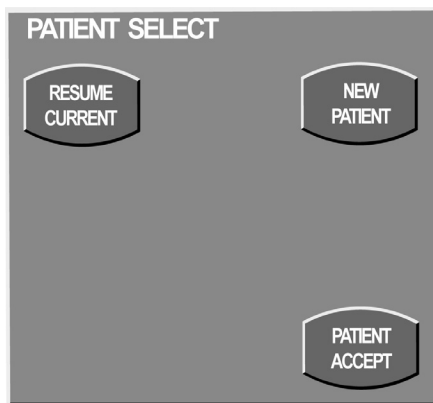 PATIENT SELECT
RESUME
CURRENT
NEW
PATIENT
PATIENT
ACCEPT